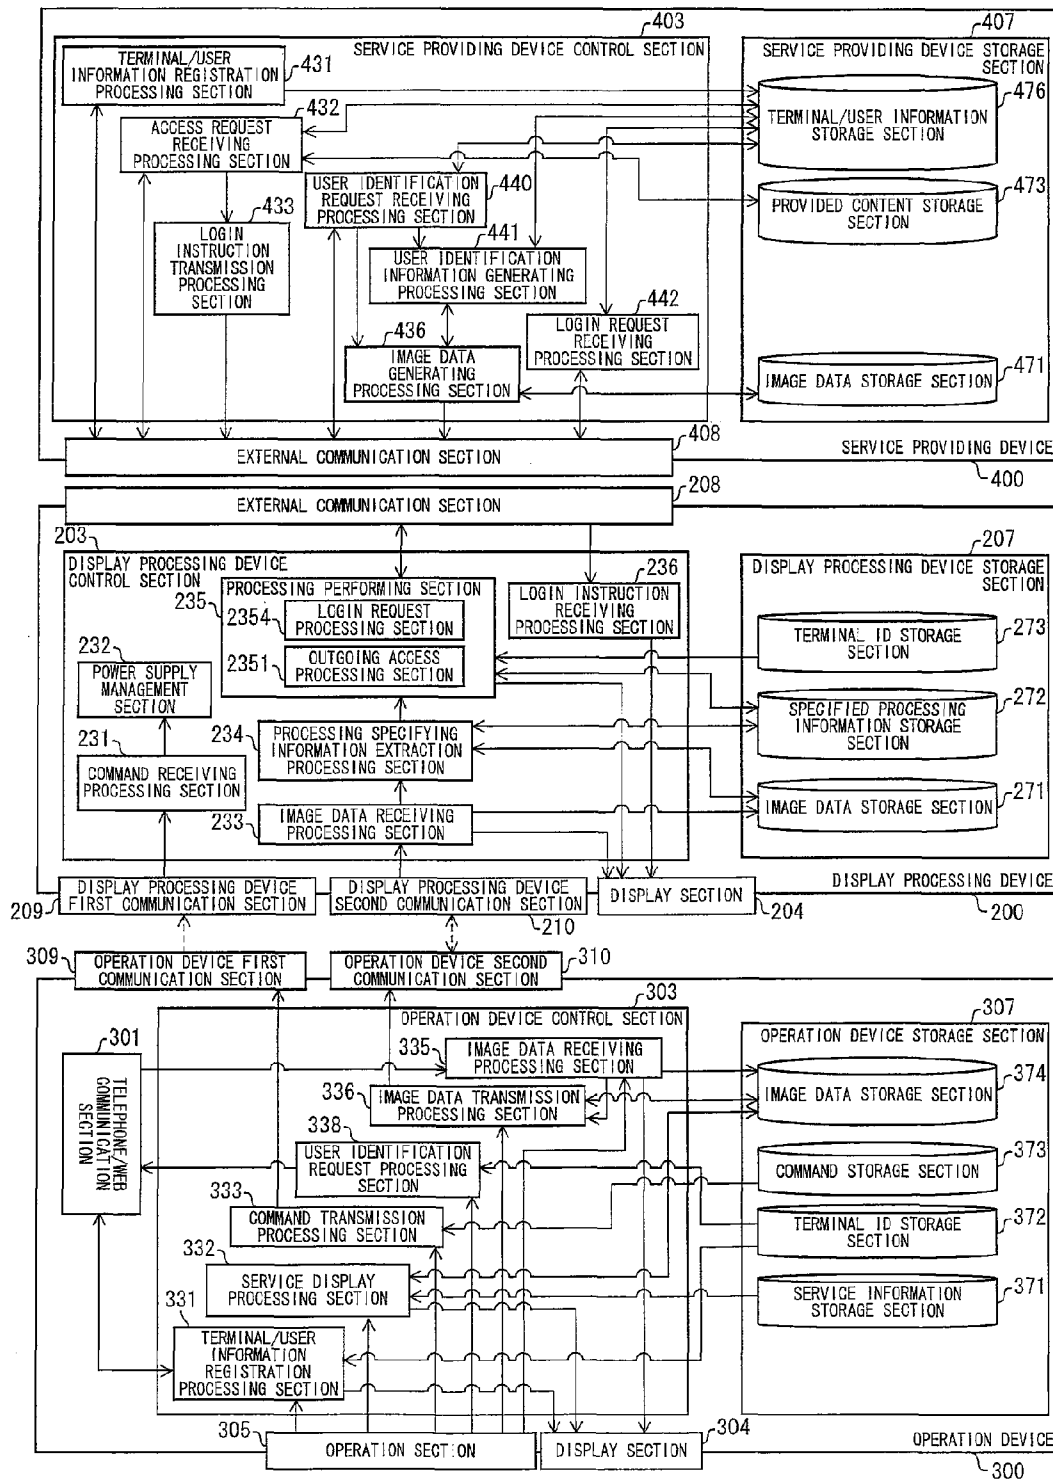 403
407
SERVICE PROVIDING DEVICE CONTROL SECTION
SERVICE PROVIDING DEVICE STORAGE
SECTION
TERMINAL/USER
INFORMATION REGISTRATION
PROCESSING SECTION
431
476
TERMINAL/USER INFORMATION
STORAGE SECTION
432
ACCESS REQUEST
RECEIVING
PROCESSING SECTION
USER IDENTIFICATION
REQUEST RECEIVING
PROCESSING SECTION
440
473
PROVIDED CONTENT STORAGE
SECTION
433
LOGIN
INSTRUCTION
TRANSMISSION
PROCESSING
SECTION
441
USER IDENTIFICATION
INFORMATION GENERATING
PROCESSING SECTION
442
LOGIN REQUEST
RECEIVING
PROCESSING SECTION
436
IMAGE DATA
GENERATING
PROCESSING SECTION
471
IMAGE DATA STORAGE SECTION
408
EXTERNAL COMMUNICATION SECTION
SERVICE PROVIDING DEVICE
400
208
EXTERNAL COMMUNICATION SECTION
203
207
DISPLAY PROCESSING DEVICE
CONTROL SECTION
DISPLAY PROCESSING DEVICE STORAGE
SECTION
PROCESSING PERFORMING SECTION
235
2354
LOGIN REQUEST
PROCESSING SECTION
236
LOGIN INSTRUCTION
RECEIVING
PROCESSING SECTION
273
TERMINAL ID STORAGE
SECTION
2351
OUTGOING ACCESS
PROCESSING SECTION
232
POWER SUPPLY
MANAGEMENT
SECTION
272
SPECIFIED PROCESSING
INFORMATION STORAGE
SECTION
234
PROCESSING SPECIFYING
INFORMATION EXTRACTION
PROCESSING SECTION
231
COMMAND RECEIVING
PROCESSING SECTION
271
IMAGE DATA STORAGE SECTION
233
IMAGE DATA RECEIVING
PROCESSING SECTION
DISPLAY PROCESSING DEVICE
FIRST COMMUNICATION SECTION
209
DISPLAY PROCESSING DEVICE
SECOND COMMUNICATION SECTION
210
DISPLAY SECTION
204
DISPLAY PROCESSING DEVICE
200
309
OPERATION DEVICE FIRST
COMMUNICATION SECTION
OPERATION DEVICE SECOND
COMMUNICATION SECTION
310
303
307
OPERATION DEVICE CONTROL SECTION
OPERATION DEVICE STORAGE SECTION
301
TELEPHONE/WEB
COMMUNICATION
SECTION
335
IMAGE DATA RECEIVING
PROCESSING SECTION
374
IMAGE DATA STORAGE SECTION
336
IMAGE DATA TRANSMISSION
PROCESSING SECTION
338
USER IDENTIFICATION
REQUEST PROCESSING
SECTION
373
COMMAND STORAGE SECTION
333
COMMAND TRANSMISSION
PROCESSING SECTION
372
TERMINAL ID STORAGE
SECTION
332
SERVICE DISPLAY
PROCESSING SECTION
371
SERVICE INFORMATION
STORAGE SECTION
331
TERMINAL/USER
INFORMATION
REGISTRATION
PROCESSING SECTION
305
OPERATION SECTION
DISPLAY SECTION
304
OPERATION DEVICE
300